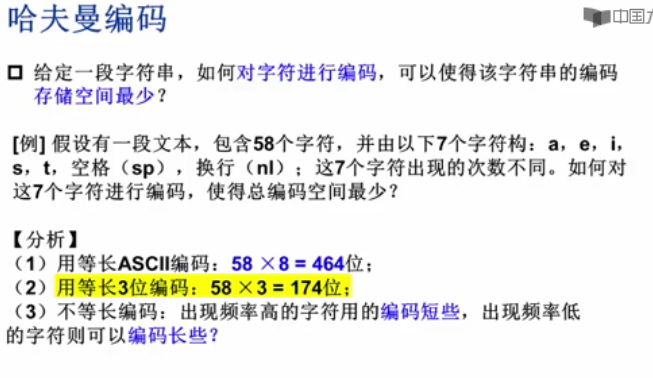 哈夫曼编码
中国大
给定一段字符串，如何对字符进行编码，可以使得该字符串的编码
存储空间最少？
[例] 假设有一段文本，包含58个字符，并由以下7个字符构：a，e，i，
s，t，空格（sp），换行（nl）；这7个字符出现的次数不同。如何对
这7个字符进行编码，使得总编码空间最少？
【分析】
（1）用等长ASCII编码：58 ×8 = 464位；
（2）用等长3位编码：58 ×3 = 174位；
（3）不等长编码：出现频率高的字符用的编码短些，出现频率低
的字符则可以编码长些？